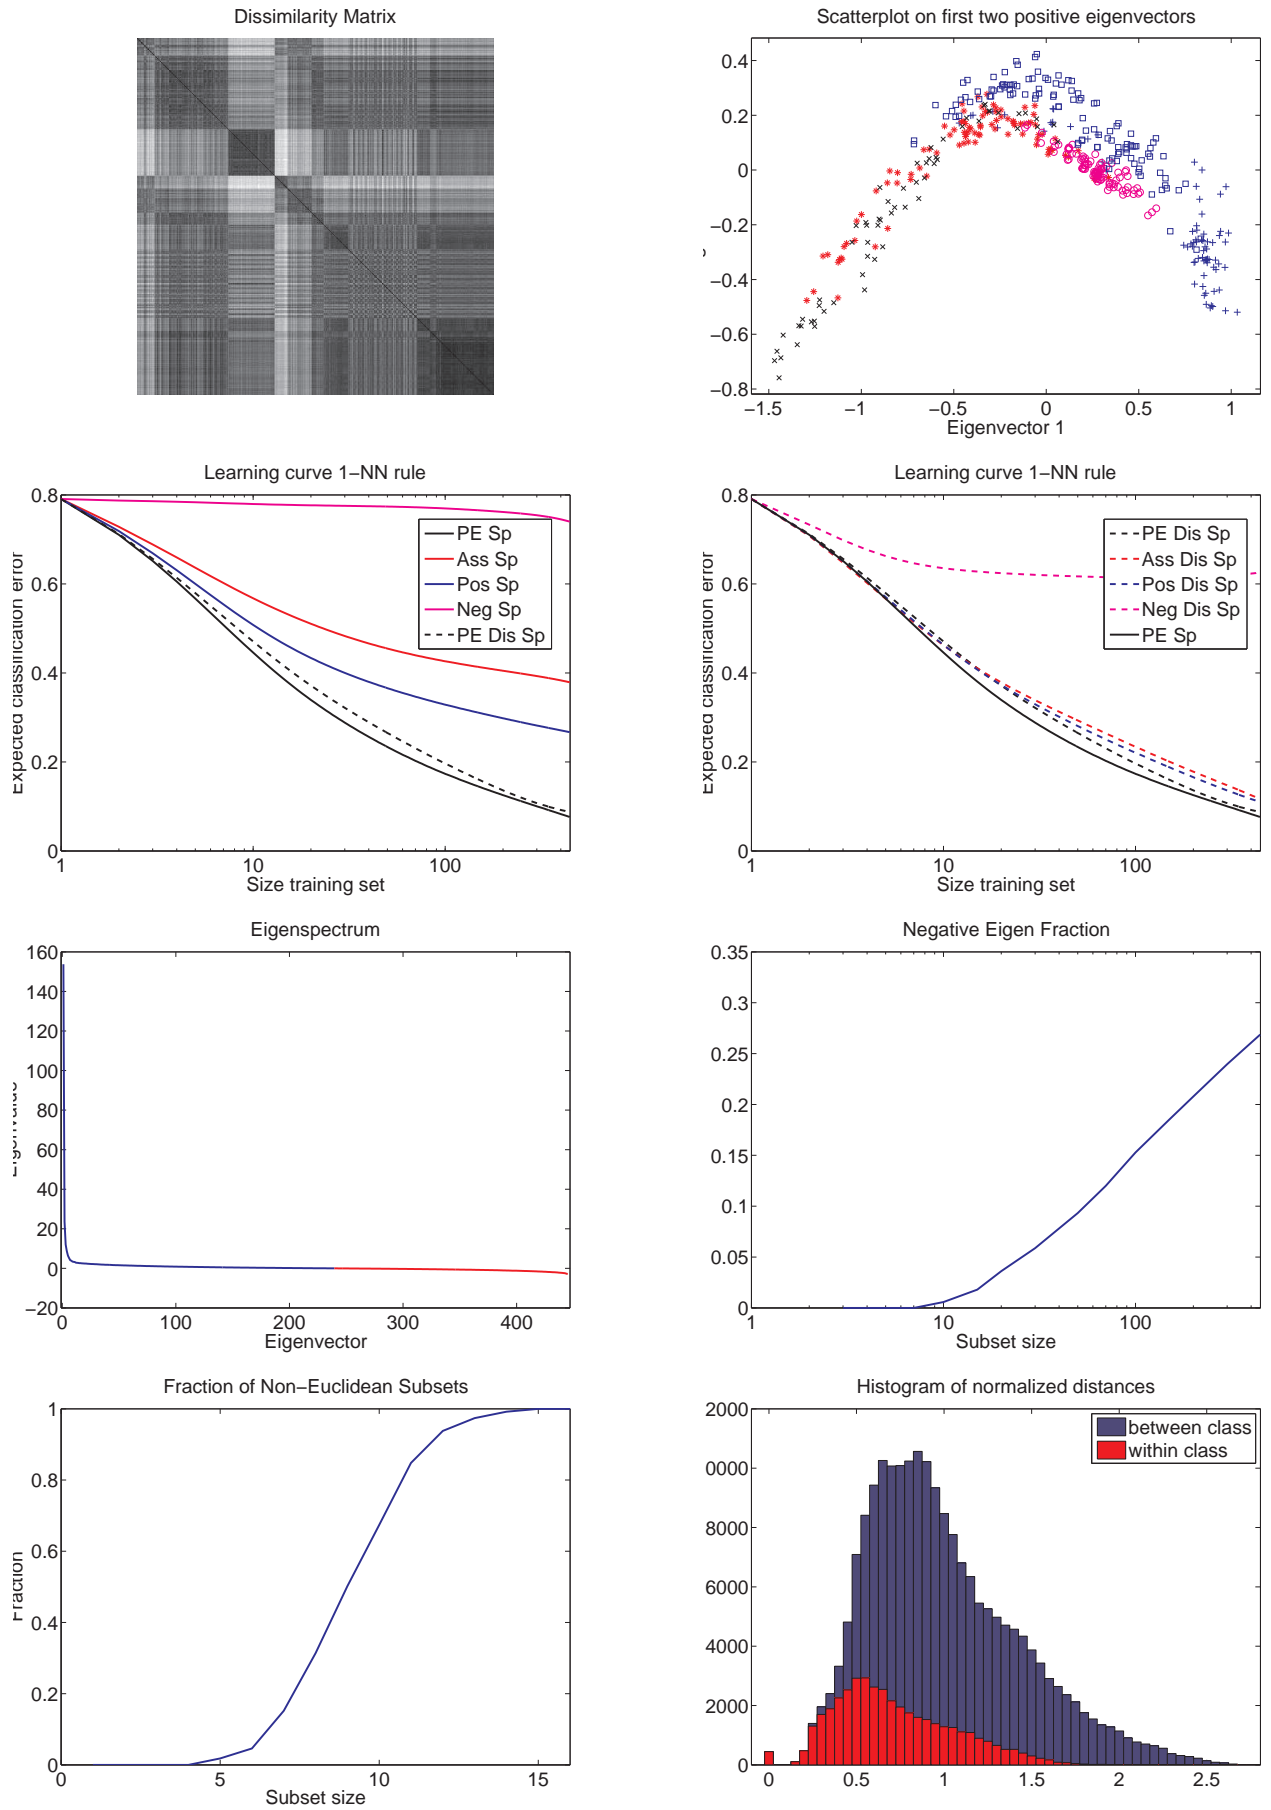 Dissimilarity Matrix
Scatterplot on first two positive eigenvectors
0.4
0.2
0
−0.2
−0.4
−0.6
−0.8
−1.5 −1 −0.5 0 0.5 1
Eigenvector 1
Learning curve 1−NN rule
0.8
0.6
0.4
0.2
0
1 10 100
Size training set
Expected classification error
PE Sp
Ass Sp
Pos Sp
Neg Sp
PE Dis Sp
Learning curve 1−NN rule
0.8
0.6
0.4
0.2
0
1 10 100
Size training set
Expected classification error
PE Dis Sp
Ass Dis Sp
Pos Dis Sp
Neg Dis Sp
PE Sp
Eigenspectrum
160
140
120
100
80
60
40
20
0
−20
0 100 200 300 400
Eigenvector
Eigenvalue
Negative Eigen Fraction
0.35
0.3
0.25
0.2
0.15
0.1
0.05
0
1 10 100
Subset size
Fraction of Non−Euclidean Subsets
1
0.8
0.6
0.4
0.2
0
0 5 10 15
Subset size
Fraction
Histogram of normalized distances
2000
0000
8000
6000
4000
2000
0
0 0.5 1 1.5 2 2.5
between class
within class